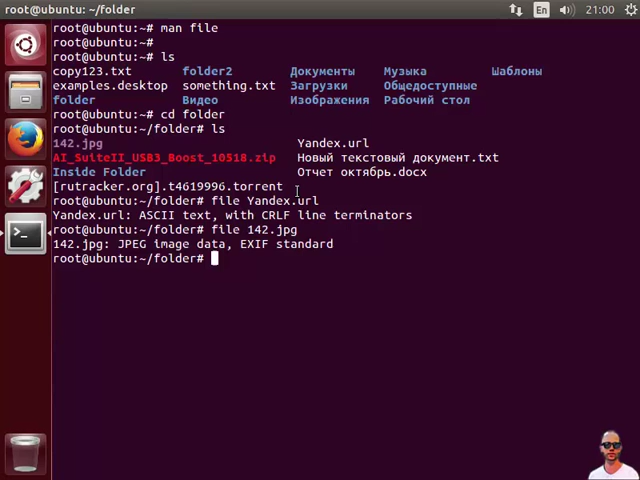 root@ubuntu: ~/folder
En
21:00
root@ubuntu:~# man file
root@ubuntu:~#
root@ubuntu:~# ls
copy123.txt folder2 Документы Музыка Шаблоны
examples.desktop something.txt Загрузки Общедоступные
folder Видео Изображения Рабочий стол
root@ubuntu:~# cd folder
root@ubuntu:~/folder# ls
142.jpg Yandex.url
AI_SuiteII_USB3_Boost_10518.zip Новый текстовый документ.txt
Inside Folder Отчет октябрь.docx
[rutracker.org].t4619996.torrent
root@ubuntu:~/folder# file Yandex.url
Yandex.url: ASCII text, with CRLF line terminators
root@ubuntu:~/folder# file 142.jpg
142.jpg: JPEG image data, EXIF standard
root@ubuntu:~/folder#